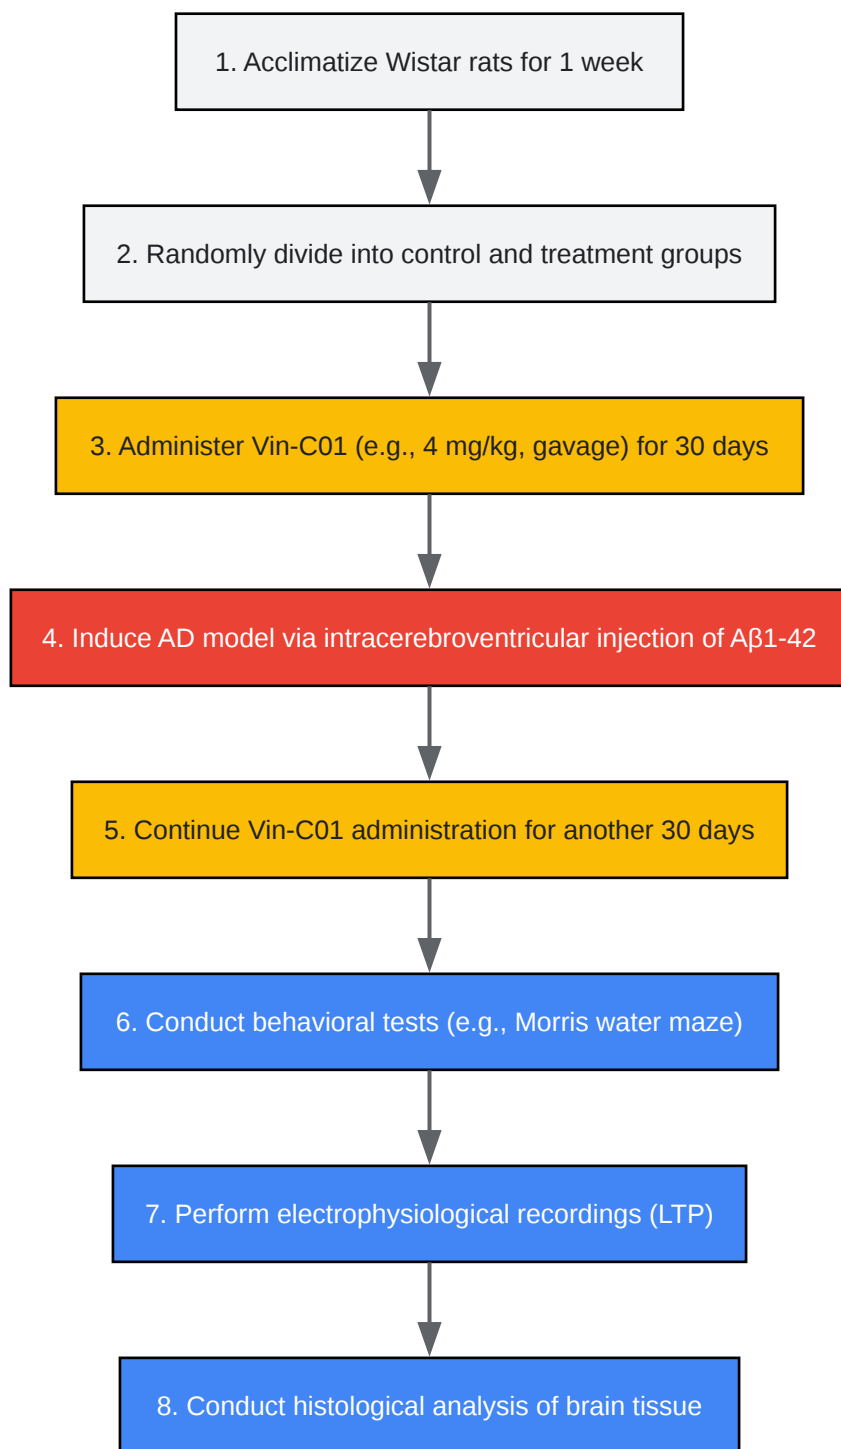 1. Acclimatize Wistar rats for 1 week
2. Randomly divide into control and treatment groups
3. Administer Vin-C01 (e.g., 4 mg/kg, gavage) for 30 days
4. Induce AD model via intracerebroventricular injection of Aβ1-42
5. Continue Vin-C01 administration for another 30 days
6. Conduct behavioral tests (e.g., Morris water maze)
7. Perform electrophysiological recordings (LTP)
8. Conduct histological analysis of brain tissue